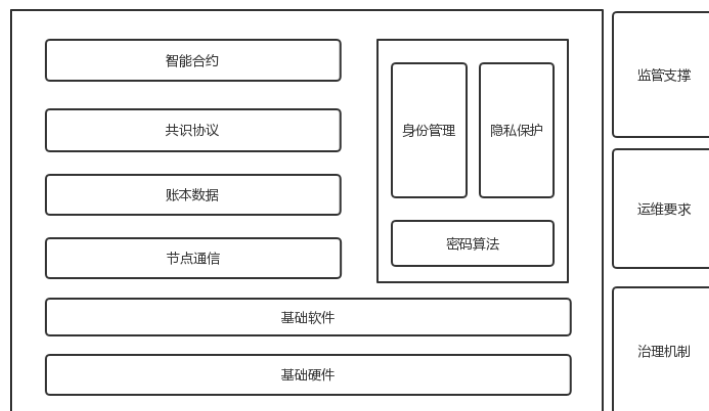 智能合约
共识协议
账本数据
节点通信
身份管理
隐私保护
密码算法
基础软件
基础硬件
监管支撑
运维要求
治理机制